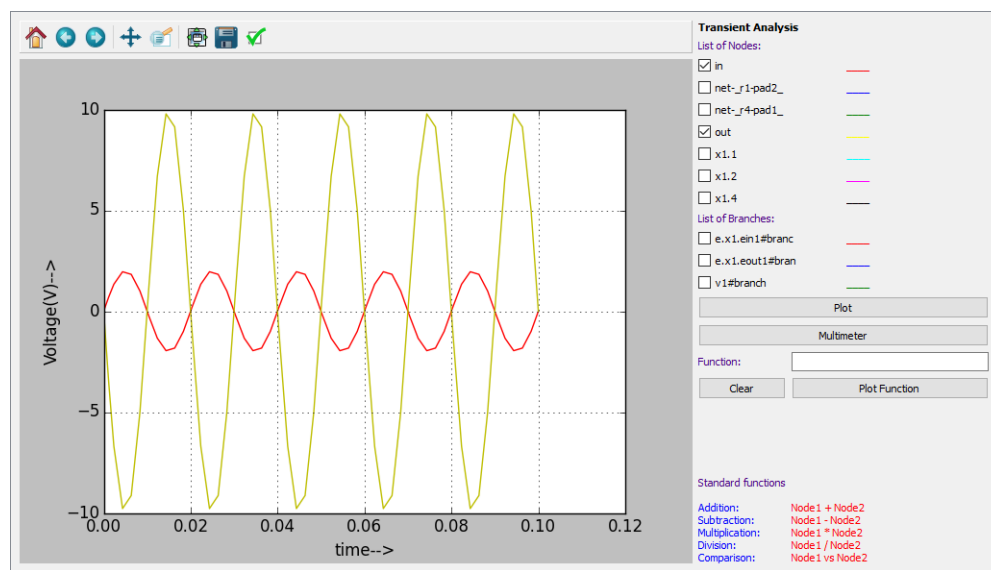 Transient Analysis
List of Nodes:
in
net-_r1-pad2_
net-_r4-pad1_
out
x1.1
x1.2
x1.4
List of Branches:
e.x1.ein1#branc
e.x1.eout1#bran
v1#branch
Plot
Multimeter
Function:
Clear Plot Function
Standard functions
Addition: Node1 + Node2
Subtraction: Node1 - Node2
Multiplication: Node1 * Node2
Division: Node1 / Node2
Comparison: Node1 vs Node2
10
5
0
−5
−10
Voltage(V)-->
0.00 0.02 0.04 0.06 0.08 0.10 0.12
time-->